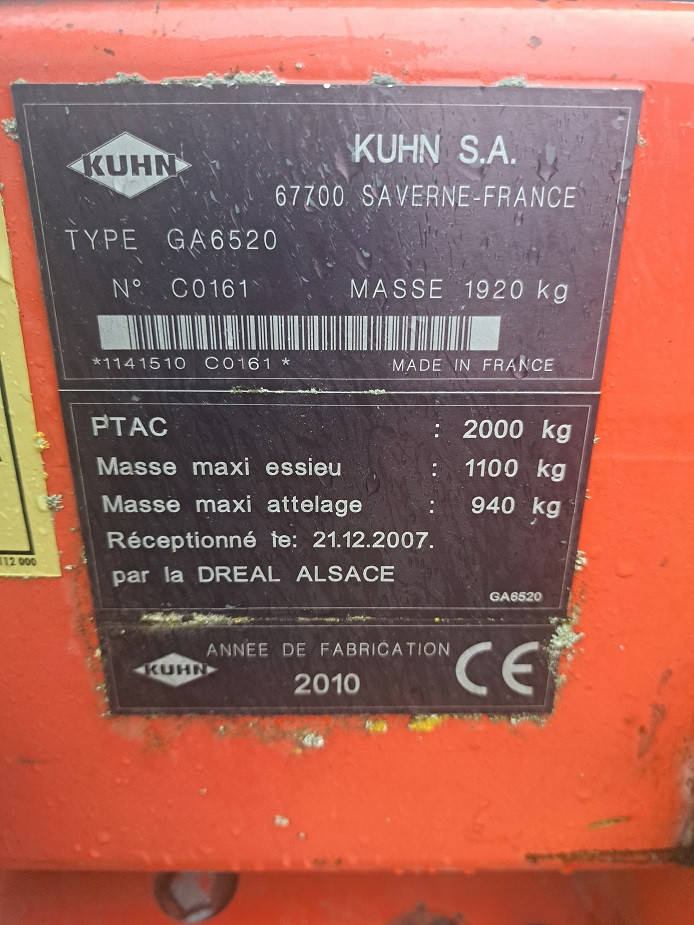 KUHN
KUHN S.A.
67700 SAVERNE-FRANCE
TYPE GA6520
N° C0161 MASSE 1920 kg
*1141510 C0161*
MADE IN FRANCE
PTAC : 2000 kg
Masse maxi essieu : 1100 kg
Masse maxi attelage : 940 kg
Réceptionné le: 21.12.2007.
par la DREAL ALSACE
GA6520
KUHN
ANNEE DE FABRICATION
2010
CE
112 000